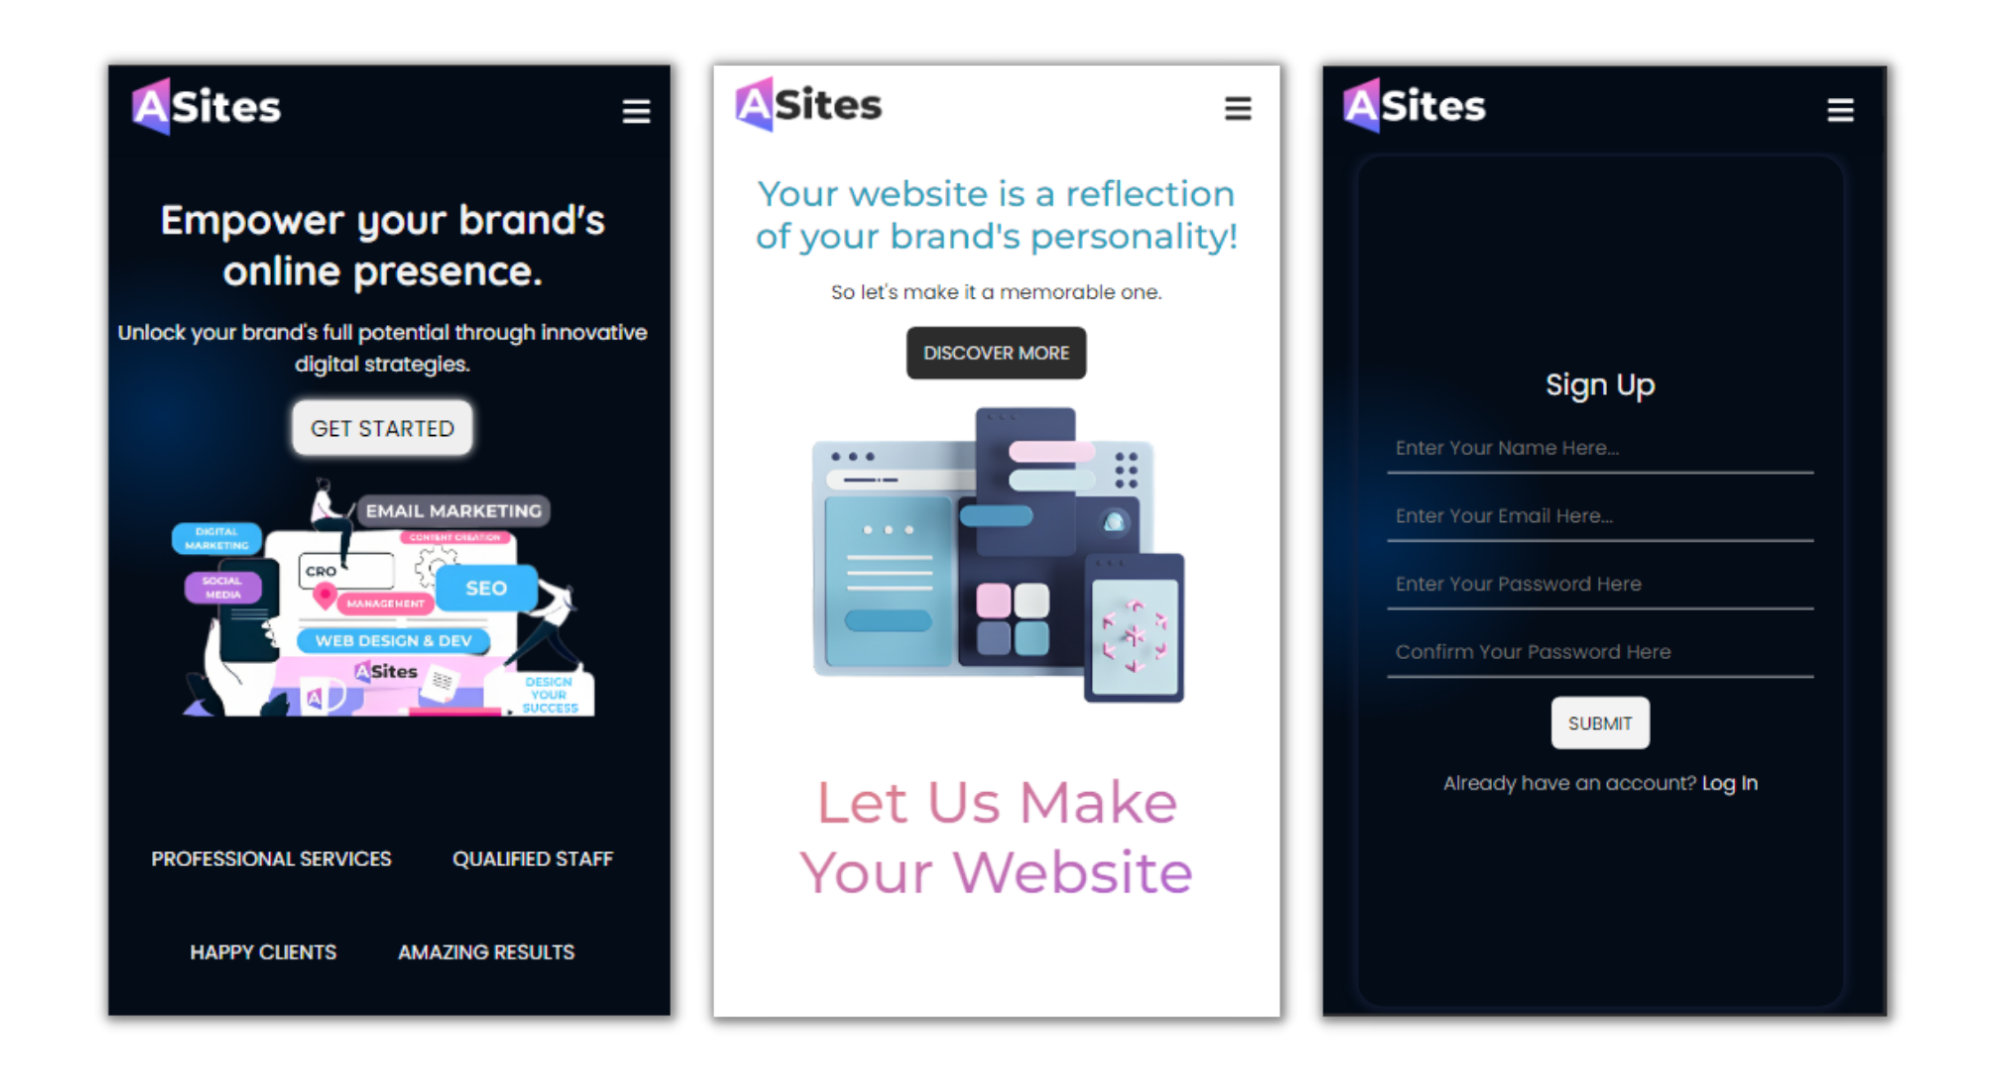 ASites
Empower your brand's
online presence.
Unlock your brand's full potential through innovative
digital strategies.
GET STARTED
EMAIL MARKETING
DIGITAL
MARKETING
CONTENT CREATION
CRO
SOCIAL
MEDIA
SEO
MANAGEMENT
WEB DESIGN & DEV
ASites
A
DESIGN
YOUR
SUCCESS
PROFESSIONAL SERVICES
QUALIFIED STAFF
HAPPY CLIENTS
AMAZING RESULTS
ASites
Your website is a reflection
of your brand's personality!
So let's make it a memorable one.
DISCOVER MORE
Let Us Make
Your Website
ASites
Sign Up
Enter Your Name Here...
Enter Your Email Here...
Enter Your Password Here
Confirm Your Password Here
SUBMIT
Already have an account? Log In